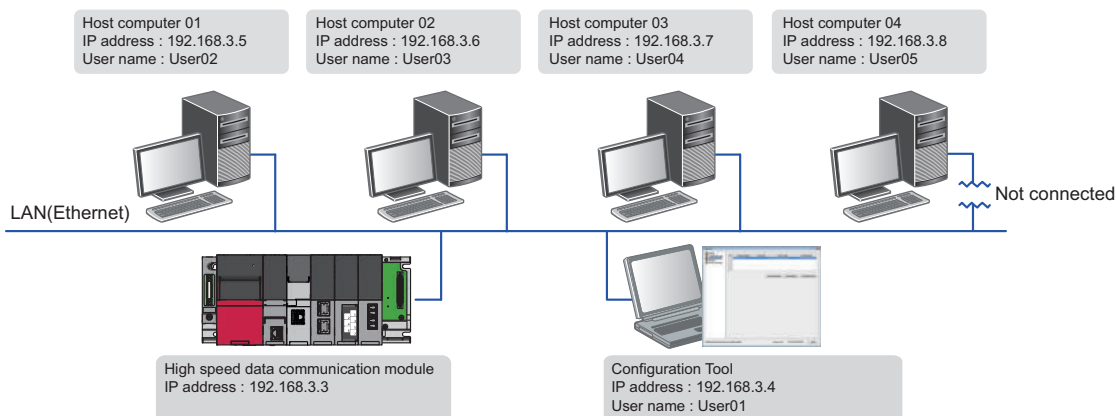 Host computer 01
IP address : 192.168.3.5
User name : User02
Host computer 02
IP address : 192.168.3.6
User name : User03
Host computer 03
IP address : 192.168.3.7
User name : User04
Host computer 04
IP address : 192.168.3.8
User name : User05
LAN(Ethernet)
Not connected
High speed data communication module
IP address : 192.168.3.3
Configuration Tool
IP address : 192.168.3.4
User name : User01